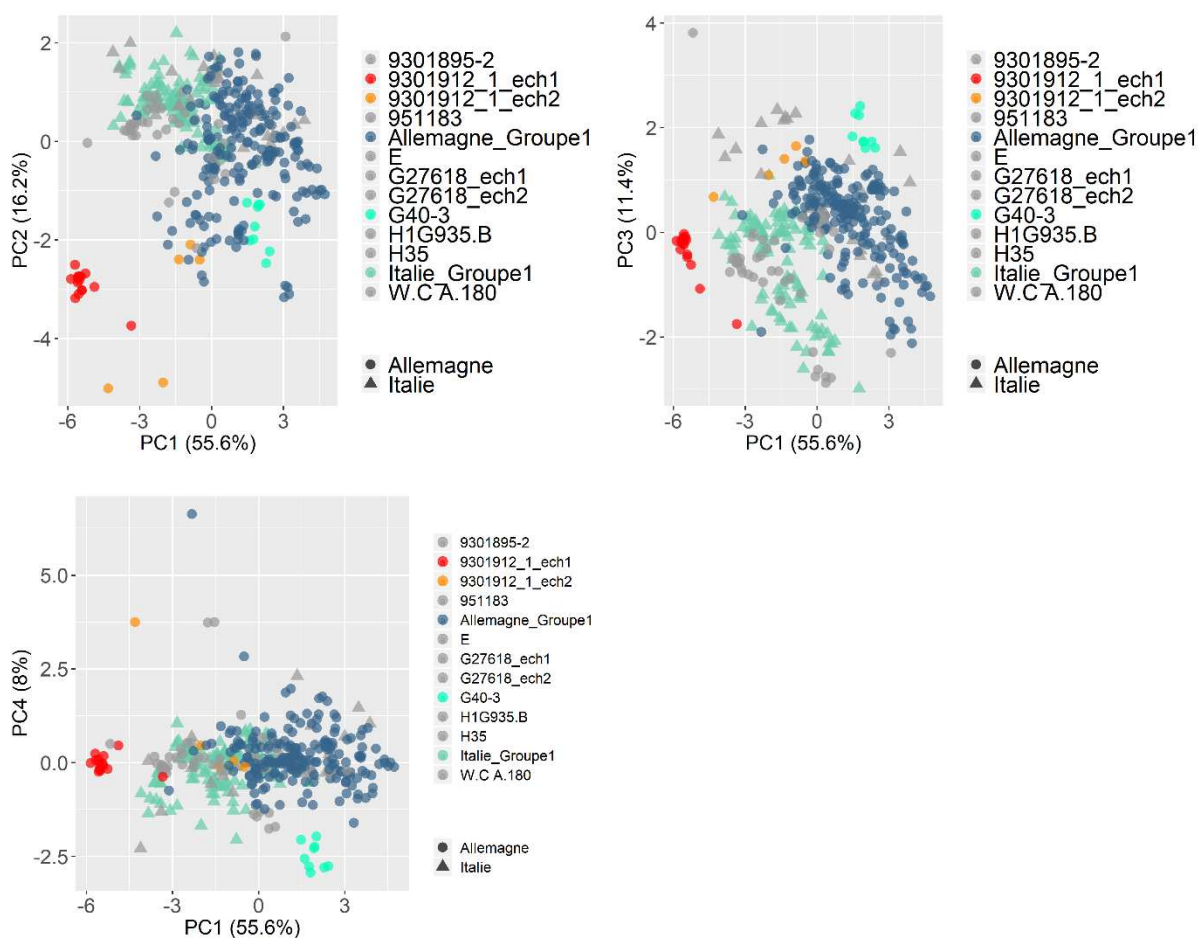 2
0
-2
-4
-6
-3
0
3
PC2 (16.2%)
PC1 (55.6%)
9301895-2
9301912_1_ech1
9301912_1_ech2
951183
Allemagne_Groupe1
E
G27618_ech1
G27618_ech2
G40-3
H1G935.B
H35
Italie_Groupe1
W.C A.180
Allemagne
Italie
4
2
0
-2
-6
-3
0
3
PC3 (11.4%)
PC1 (55.6%)
9301895-2
9301912_1_ech1
9301912_1_ech2
951183
Allemagne_Groupe1
E
G27618_ech1
G27618_ech2
G40-3
H1G935.B
H35
Italie_Groupe1
W.C A.180
Allemagne
Italie
5.0
2.5
0.0
-2.5
-6
-3
0
3
PC4 (8%)
PC1 (55.6%)
9301895-2
9301912_1_ech1
9301912_1_ech2
951183
Allemagne_Groupe1
E
G27618_ech1
G27618_ech2
G40-3
H1G935.B
H35
Italie_Groupe1
W.C A.180
Allemagne
Italie